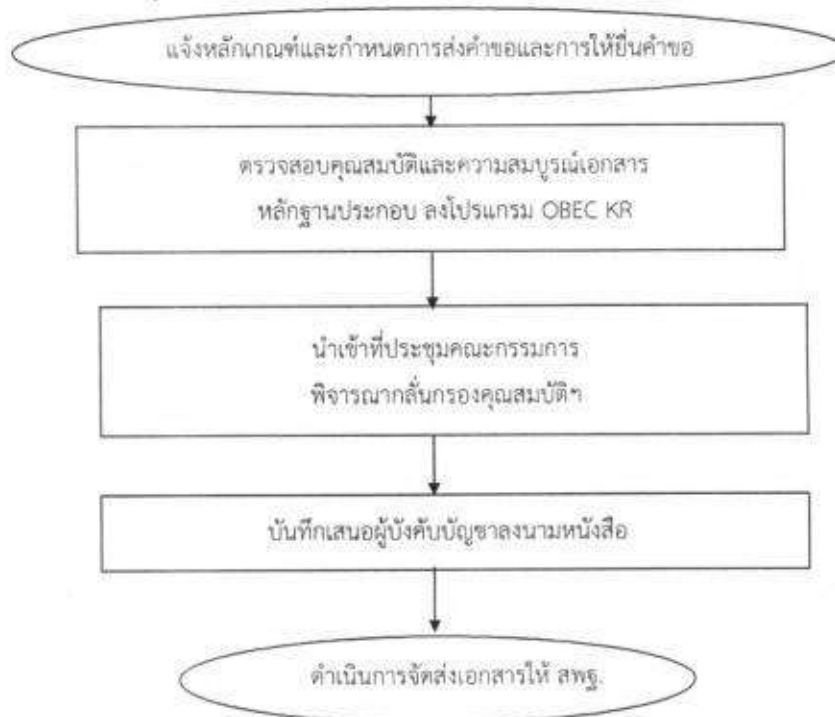 แจ้งหลักเกณฑ์และกำหนดการส่งคำขอและการให้ยื่นคำขอ
ตรวจสอบคุณสมบัติและความสมบูรณ์เอกสาร
หลักฐานประกอบ ลงโปรแกรม OBEC KR
นำเข้าที่ประชุมคณะกรรมการ
พิจารณากลั่นกรองคุณสมบัติฯ
บันทึกเสนอผู้บังคับบัญชาลงนามหนังสือ
ดำเนินการจัดส่งเอกสารให้ สพฐ.